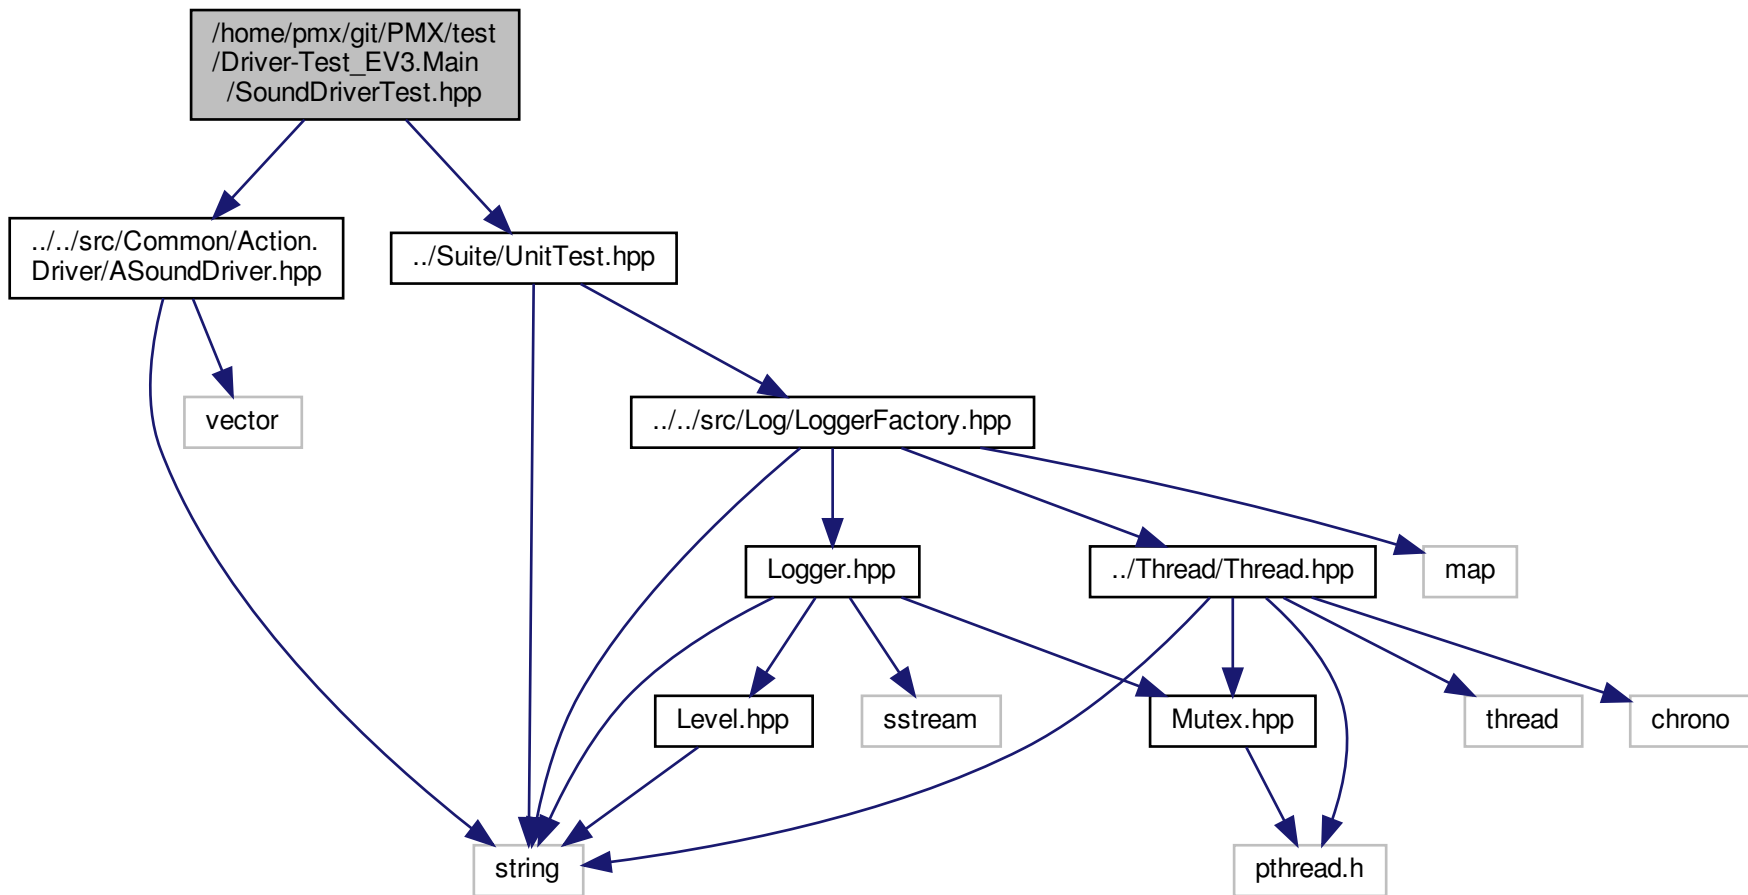 /home/pmx/git/PMX/test
/Driver-Test_EV3.Main
/SoundDriverTest.hpp
../../src/Common/Action.
Driver/ASoundDriver.hpp
../Suite/UnitTest.hpp
vector
../../src/Log/LoggerFactory.hpp
Logger.hpp
../Thread/Thread.hpp
map
Level.hpp
sstream
Mutex.hpp
thread
chrono
string
pthread.h